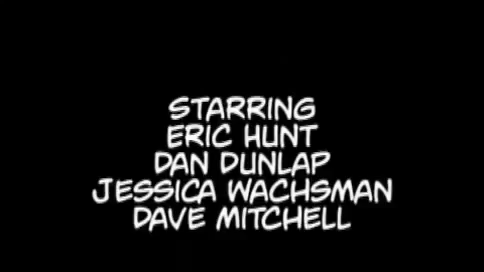 STARRING
ERIC HUNT
DAN DUNLAP
JESSICA WACHSMAN
DAVE MITCHELL